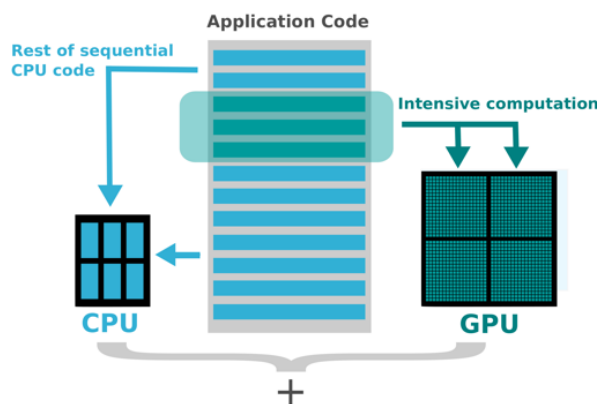 Application Code
Rest of sequential
CPU code
Intensive computation
CPU
GPU
+